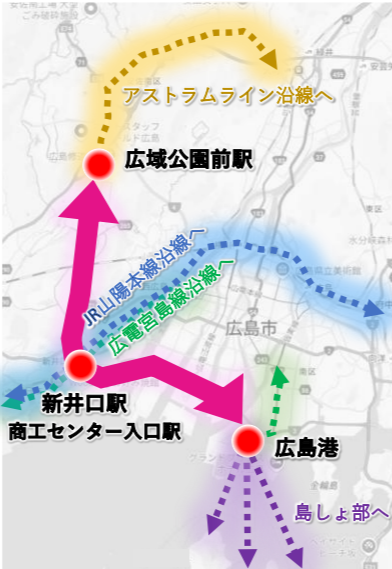 アストラムライン沿線へ
広域公園前駅
JR山陽本線沿線へ
広電宮島線沿線へ
広島市
新井口駅
商工センター入口駅
広島港
金輪島
島しょ部へ